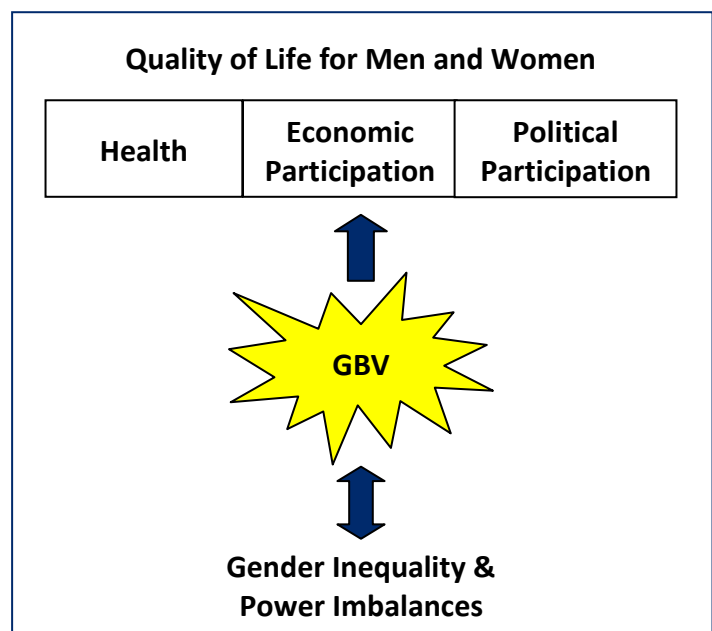 Quality of Life for Men and Women
Health
Economic
Participation
Political
Participation
GBV
Gender Inequality &
Power Imbalances